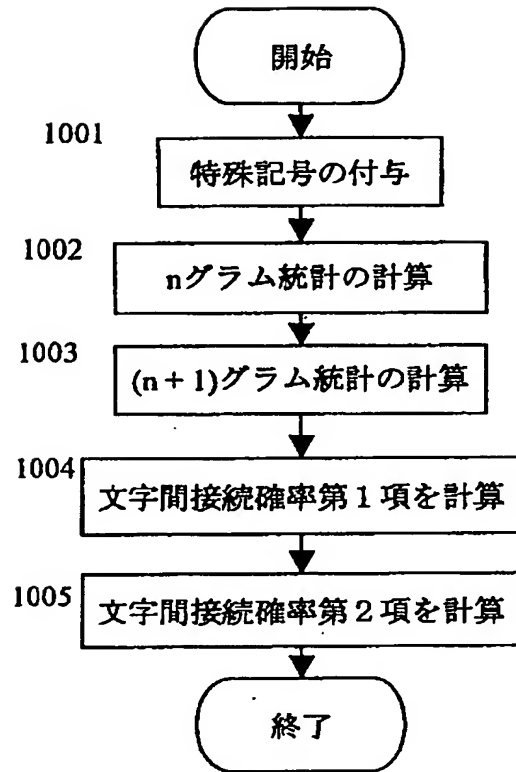 開始
1001
特殊記号の付与
1002
nグラム統計の計算
1003
(n+1)グラム統計の計算
1004
文字間接続確率第1項を計算
1005
文字間接続確率第2項を計算
終了